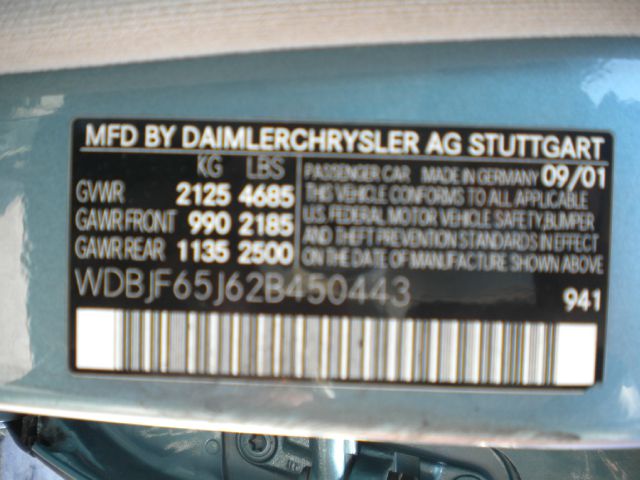 MFD BY DAIMLERCHRYSLER AG STUTTGART
KG LBS
GVWR 2125 4685
GAWR FRONT 990 2185
GAWR REAR 1135 2500
PASSENGER CAR MADE IN GERMANY 09/01
THIS VEHICLE CONFORMS TO ALL APPLICABLE
U.S. FEDERAL MOTOR VEHICLE SAFETY, BUMPER
AND THEFT PREVENTION STANDARDS IN EFFECT
ON THE DATE OF MANUFACTURE SHOWN ABOVE
WDBJF65J62B450443
941